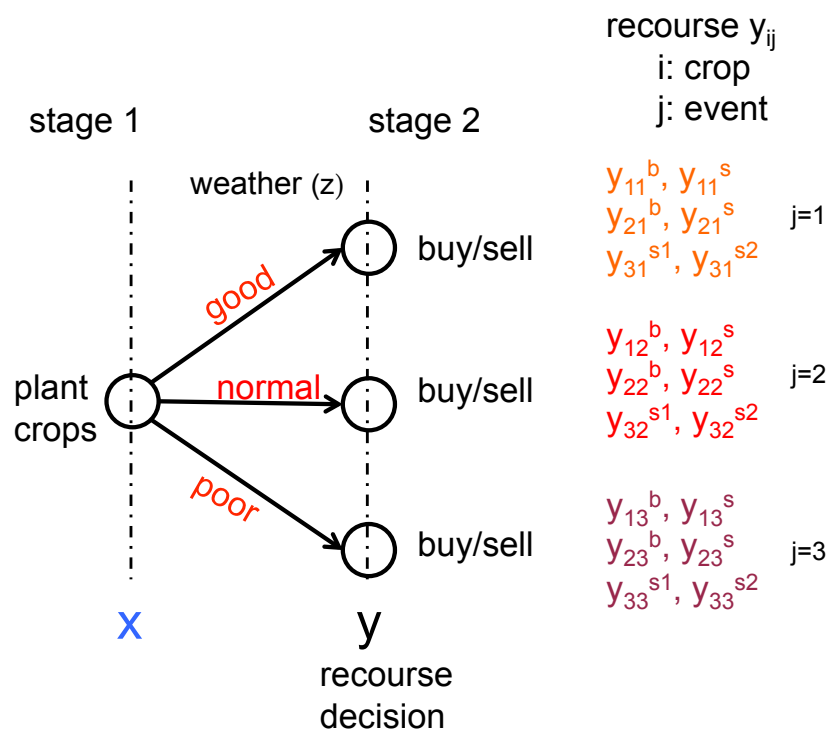 recourse y_ij
i: crop
j: event
stage 1
stage 2
weather (z)
good
normal
poor
plant
crops
buy/sell
buy/sell
buy/sell
y_11^b, y_11^s
y_21^b, y_21^s
y_31^s1, y_31^s2
j=1
y_12^b, y_12^s
y_22^b, y_22^s
y_32^s1, y_32^s2
j=2
y_13^b, y_13^s
y_23^b, y_23^s
y_33^s1, y_33^s2
j=3
x
y
recourse
decision